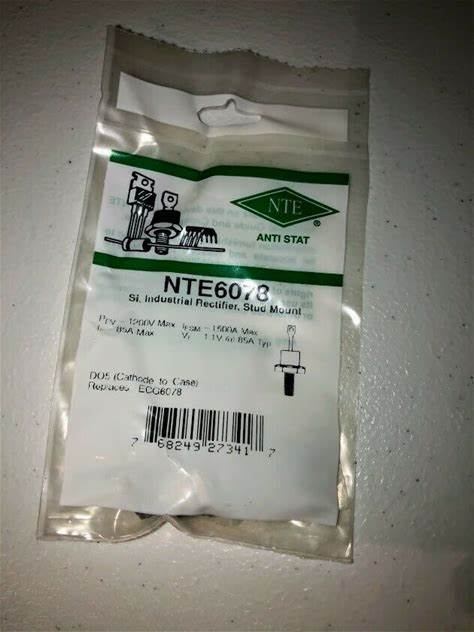 NTE
®
ANTI STAT
NTE6078
Si, Industrial Rectifier, Stud Mount
PRV – 1200V Max IFSM – 1500A Max
85A Max VF 1.1V @ 85A Typ
DO5 (Cathode to Case)
Replaces ECG6078
7 68249 27341 7